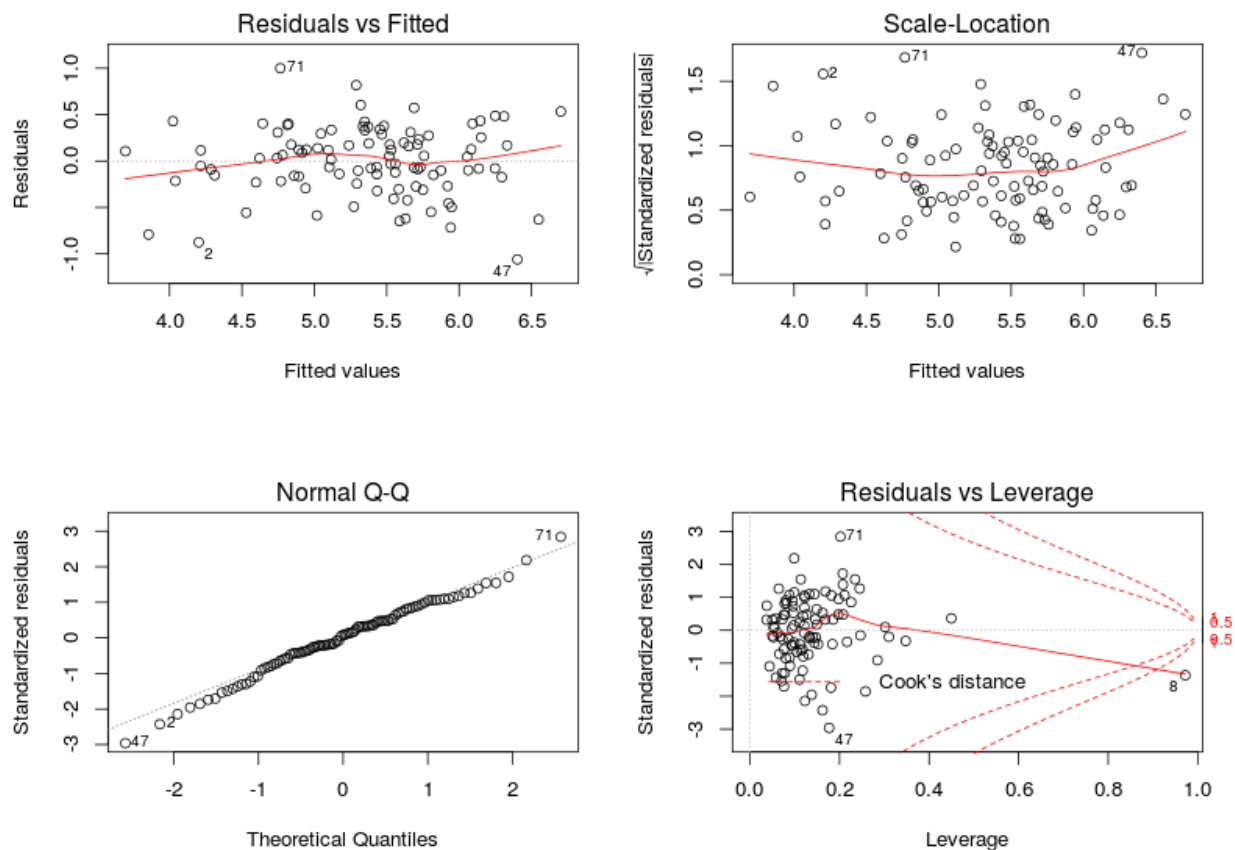 Residuals vs Fitted
Residuals
1.0
0.5
0.0
-1.0
71
2
47
4.0 4.5 5.0 5.5 6.0 6.5
Fitted values
Scale-Location
√|Standardized residuals|
1.5
1.0
0.5
0.0
2
71
47
4.0 4.5 5.0 5.5 6.0 6.5
Fitted values
Normal Q-Q
Standardized residuals
3
2
1
0
-1
-2
-3
71
2
47
-2 -1 0 1 2
Theoretical Quantiles
Residuals vs Leverage
Standardized residuals
3
2
1
0
-1
-3
71
Cook's distance
8
47
0.5
0.5
1
0.0 0.2 0.4 0.6 0.8 1.0
Leverage